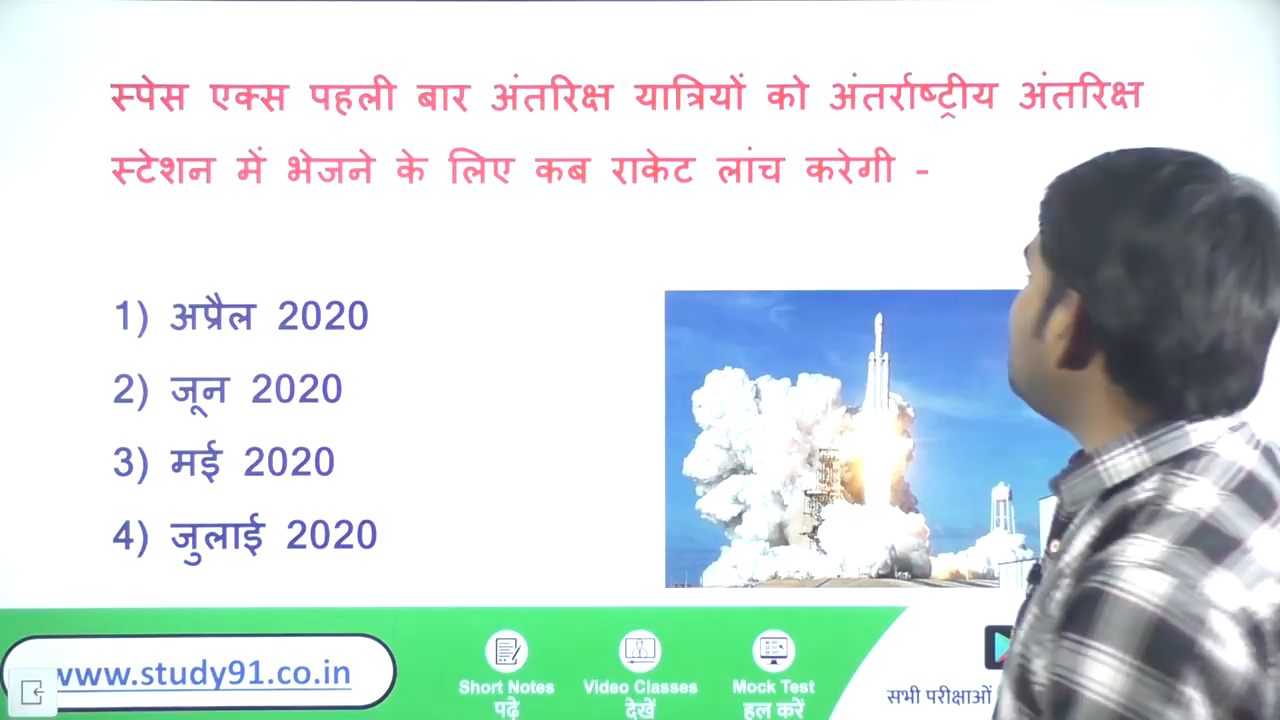 स्पेस एक्स पहली बार अंतरिक्ष यात्रियों को अंतर्राष्ट्रीय अंतरिक्ष
स्टेशन में भेजने के लिए कब राकेट लांच करेगी -
1) अप्रैल 2020
2) जून 2020
3) मई 2020
4) जुलाई 2020
www.study91.co.in
Short Notes
पढ़े
Video Classes
देखें
Mock Test
हल करें
सभी परीक्षाओं